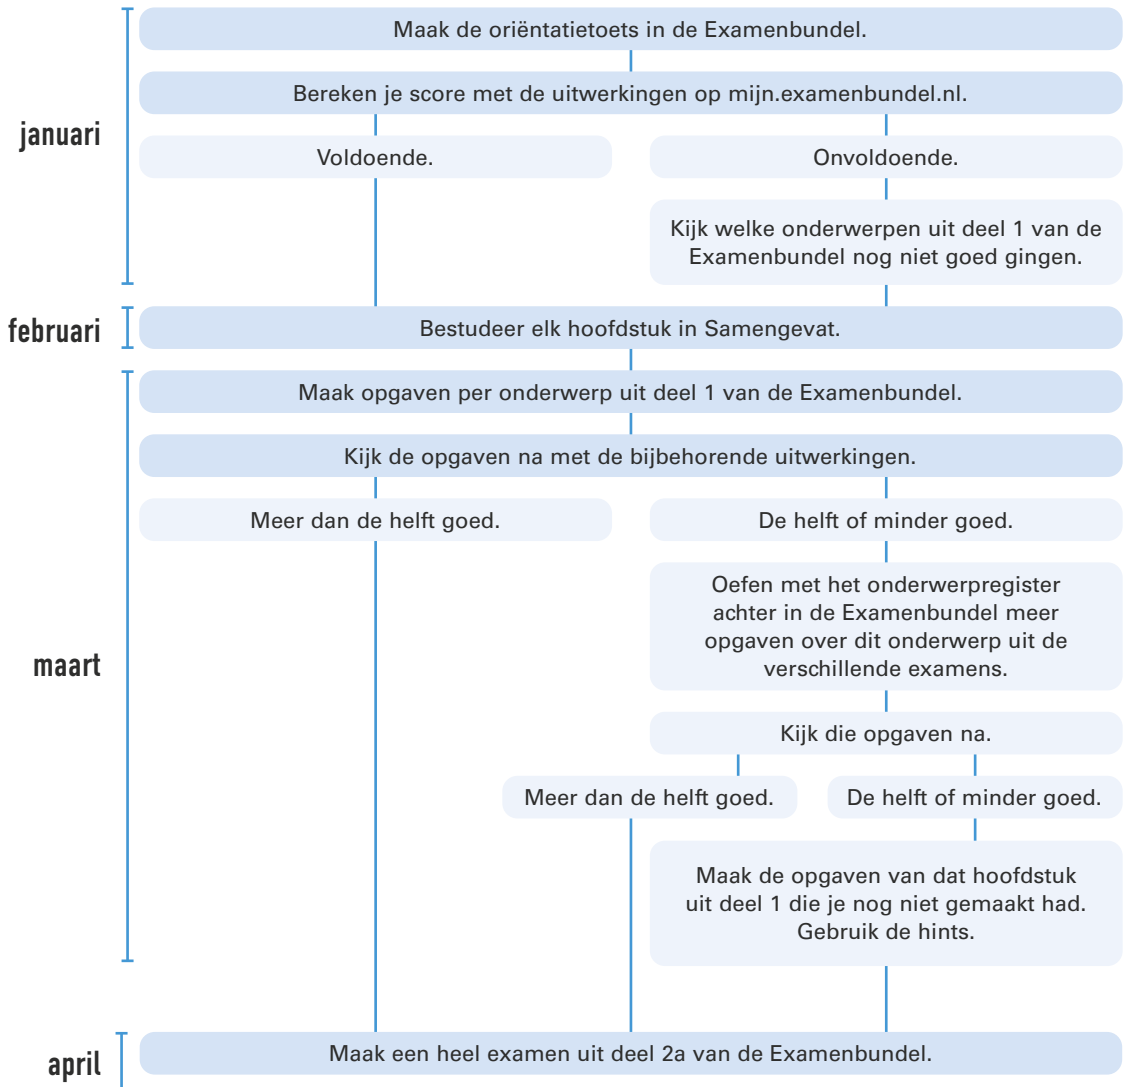 Maak de oriëntatietoets in de Examenbundel.
Bereken je score met de uitwerkingen op mijn.examenbundel.nl.
januari
Voldoende.
Onvoldoende.
Kijk welke onderwerpen uit deel 1 van de
Examenbundel nog niet goed gingen.
februari
Bestudeer elk hoofdstuk in Samengevat.
Maak opgaven per onderwerp uit deel 1 van de Examenbundel.
Kijk de opgaven na met de bijbehorende uitwerkingen.
Meer dan de helft goed.
De helft of minder goed.
Oefen met het onderwerpregister
achter in de Examenbundel meer
opgaven over dit onderwerp uit de
verschillende examens.
maart
Kijk die opgaven na.
Meer dan de helft goed.
De helft of minder goed.
Maak de opgaven van dat hoofdstuk
uit deel 1 die je nog niet gemaakt had.
Gebruik de hints.
april
Maak een heel examen uit deel 2a van de Examenbundel.